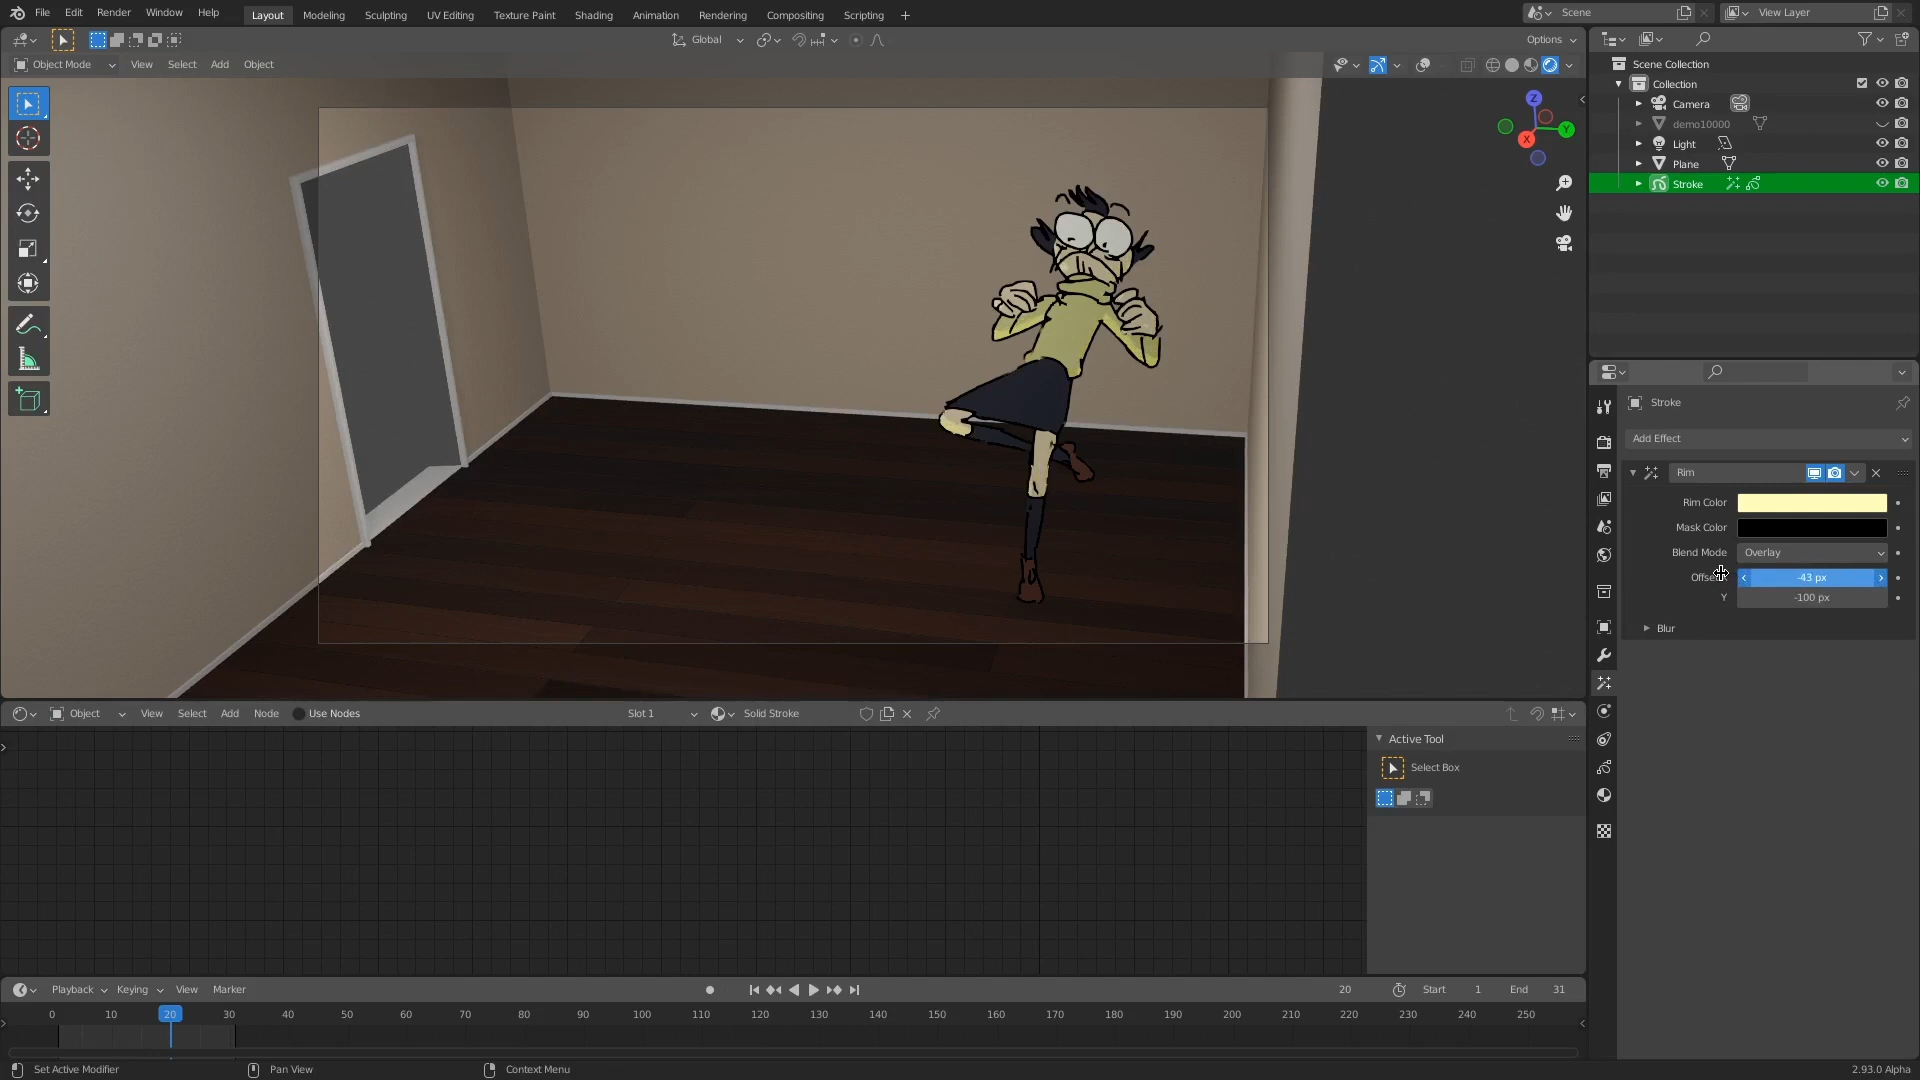 File Edit Render Window Help Layout Modeling Sculpting UV Editing Texture Paint Shading Animation Rendering Compositing Scripting + Scene View Layer
Global Options
Object Mode View Select Add Object
Scene Collection
Collection
Camera
demo10000
Light
Plane
Stroke
Z
Y
X
Stroke
Add Effect
Rim
Rim Color
Mask Color
Blend Mode Overlay
Offse -43 px
Y -100 px
Blur
Object View Select Add Node Use Nodes Slot 1 Solid Stroke
Active Tool
Select Box
Playback Keying View Marker 20 Start 1 End 31
0 10 20 30 40 50 60 70 80 90 100 110 120 130 140 150 160 170 180 190 200 210 220 230 240 250
Set Active Modifier Pan View Context Menu 2.93.0 Alpha